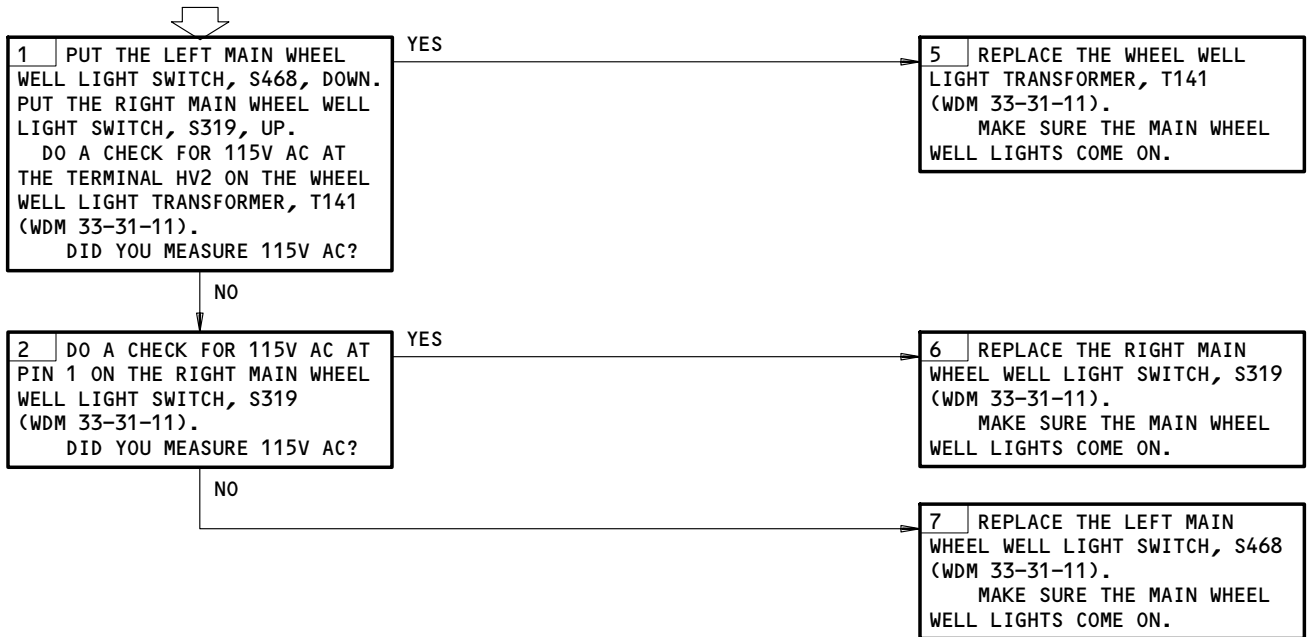 1 PUT THE LEFT MAIN WHEEL
WELL LIGHT SWITCH, S468, DOWN.
PUT THE RIGHT MAIN WHEEL WELL
LIGHT SWITCH, S319, UP.
DO A CHECK FOR 115V AC AT
THE TERMINAL HV2 ON THE WHEEL
WELL LIGHT TRANSFORMER, T141
(WDM 33-31-11).
DID YOU MEASURE 115V AC?
YES
5 REPLACE THE WHEEL WELL
LIGHT TRANSFORMER, T141
(WDM 33-31-11).
MAKE SURE THE MAIN WHEEL
WELL LIGHTS COME ON.
NO
2 DO A CHECK FOR 115V AC AT
PIN 1 ON THE RIGHT MAIN WHEEL
WELL LIGHT SWITCH, S319
(WDM 33-31-11).
DID YOU MEASURE 115V AC?
YES
6 REPLACE THE RIGHT MAIN
WHEEL WELL LIGHT SWITCH, S319
(WDM 33-31-11).
MAKE SURE THE MAIN WHEEL
WELL LIGHTS COME ON.
NO
7 REPLACE THE LEFT MAIN
WHEEL WELL LIGHT SWITCH, S468
(WDM 33-31-11).
MAKE SURE THE MAIN WHEEL
WELL LIGHTS COME ON.